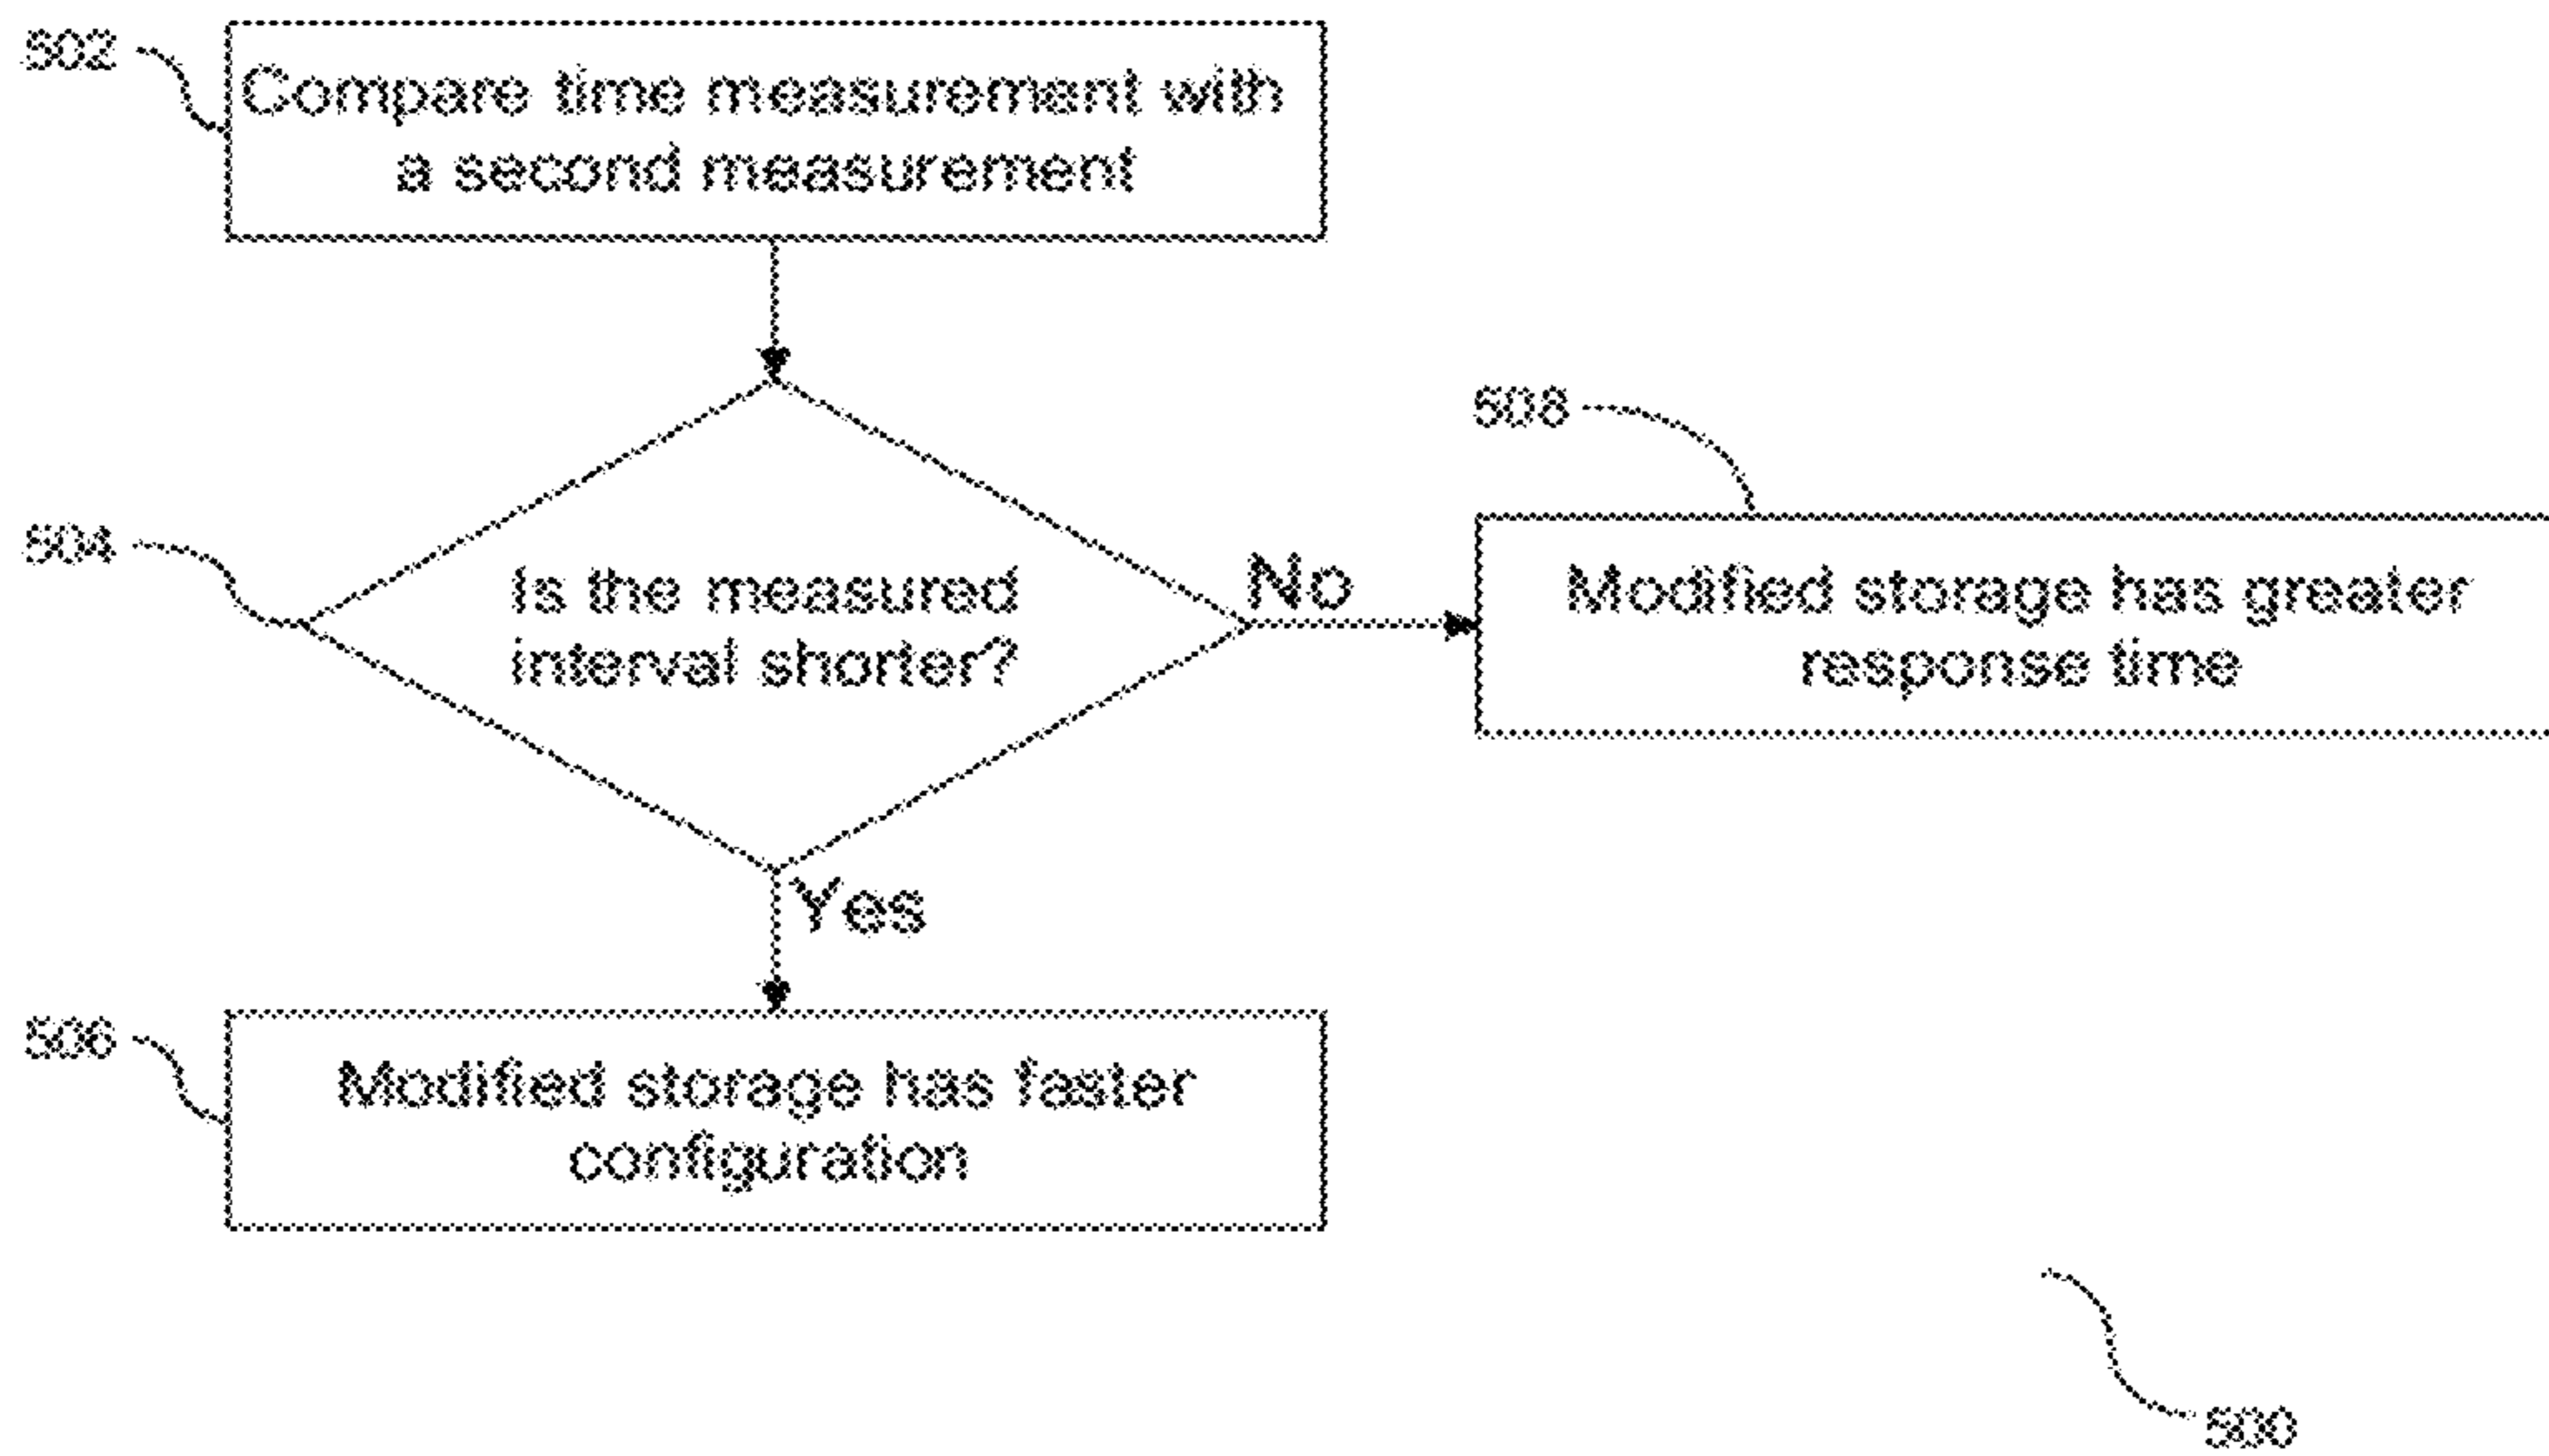 502
Compare time measurement with
a second measurement
508
504
Is the measured
interval shorter?
No
Modified storage has greater
response time
Yes
506
Modified storage has faster
configuration
500